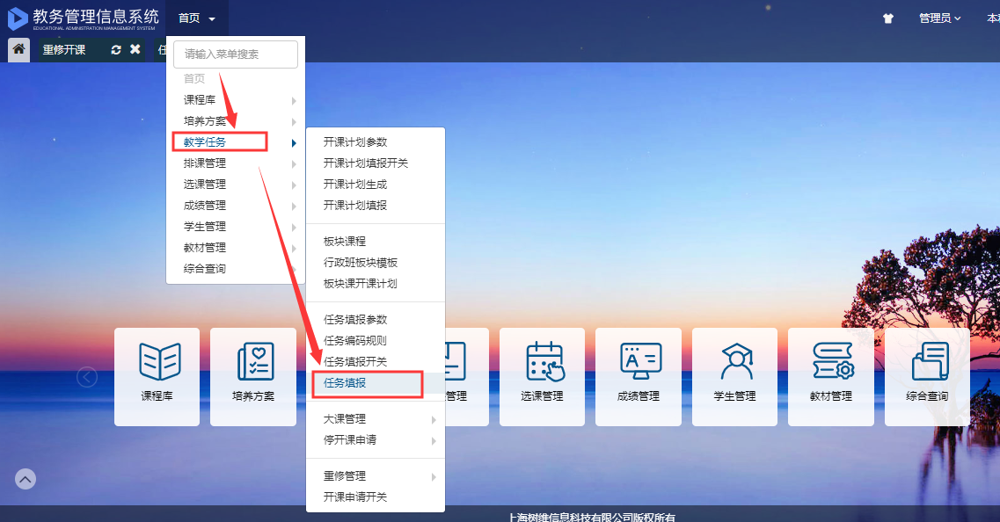 教务管理信息系统
EDUCATIONAL ADMINISTRATION MANAGEMENT SYSTEM
首页
管理员
本
重修开课
任
请输入菜单搜索
首页
课程库
培养方案
教学任务
排课管理
选课管理
成绩管理
学生管理
教材管理
综合查询
开课计划参数
开课计划填报开关
开课计划生成
开课计划填报
板块课程
行政班板块模板
板块课开课计划
任务填报参数
任务编码规则
任务填报开关
任务填报
大课管理
停开课申请
重修管理
开课申请开关
课程库
培养方案
管理
选课管理
成绩管理
学生管理
教材管理
综合查询
上海树维信息科技有限公司版权所有